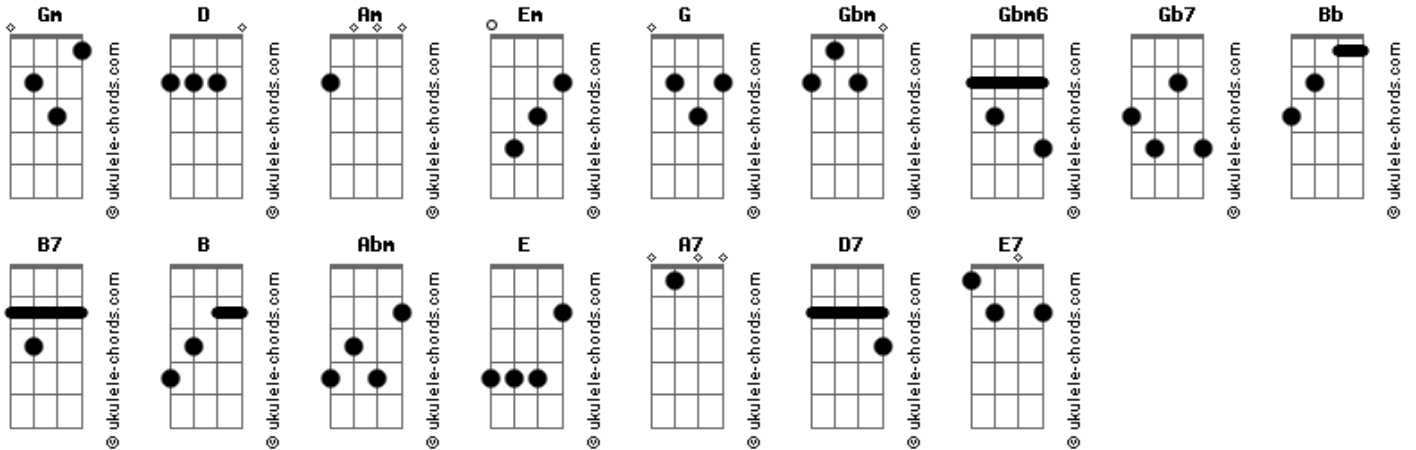 Gm D Am Em G Gbm Gbm6 Gb7 Bb
© ukulele-chords.com © ukulele-chords.com © ukulele-chords.com © ukulele-chords.com © ukulele-chords.com © ukulele-chords.com © ukulele-chords.com © ukulele-chords.com © ukulele-chords.com
B7 B Abm E A7 D7 E7
© ukulele-chords.com © ukulele-chords.com © ukulele-chords.com © ukulele-chords.com © ukulele-chords.com © ukulele-chords.com © ukulele-chords.com